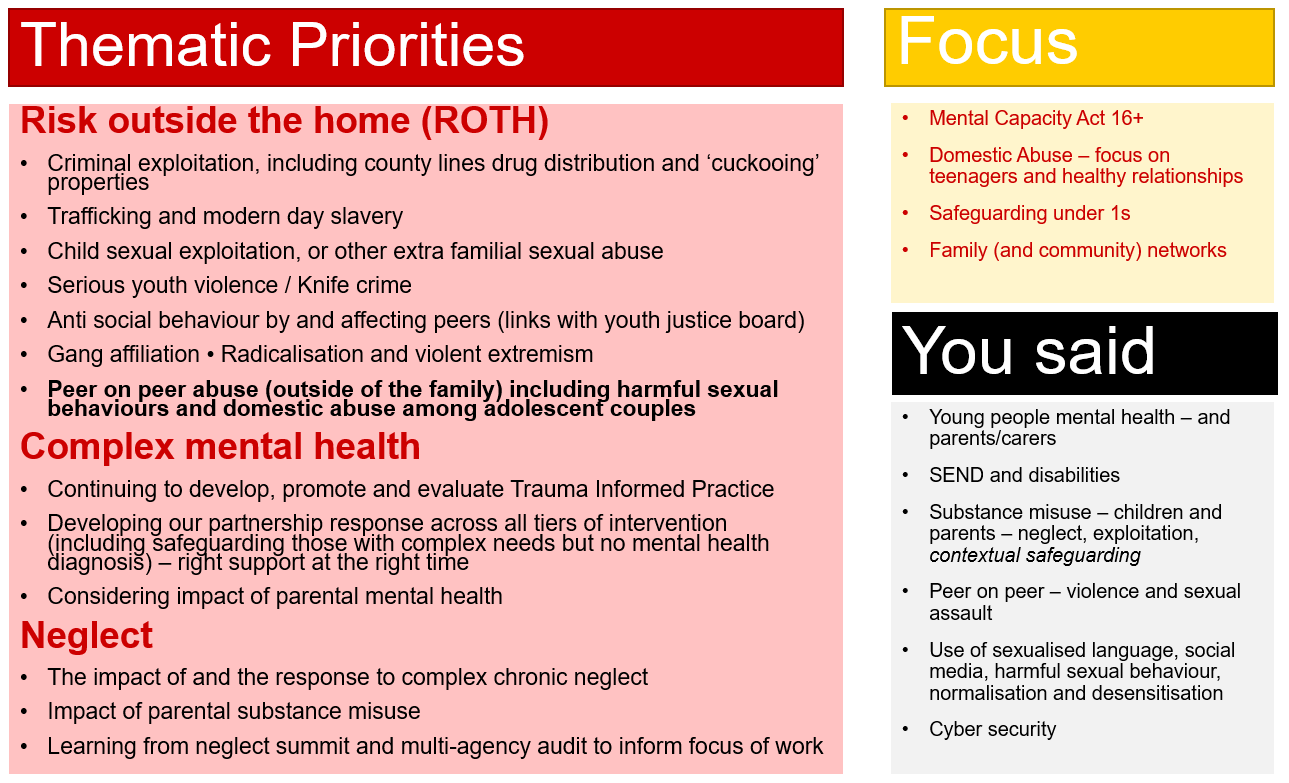 Thematic Priorities
Risk outside the home (ROTH)
• Criminal exploitation, including county lines drug distribution and ‘cuckooing’
properties
• Trafficking and modern day slavery
• Child sexual exploitation, or other extra familial sexual abuse
• Serious youth violence / Knife crime
• Anti social behaviour by and affecting peers (links with youth justice board)
• Gang affiliation • Radicalisation and violent extremism
• Peer on peer abuse (outside of the family) including harmful sexual
behaviours and domestic abuse among adolescent couples
Complex mental health
• Continuing to develop, promote and evaluate Trauma Informed Practice
• Developing our partnership response across all tiers of intervention
(including safeguarding those with complex needs but no mental health
diagnosis) – right support at the right time
• Considering impact of parental mental health
Neglect
• The impact of and the response to complex chronic neglect
• Impact of parental substance misuse
• Learning from neglect summit and multi-agency audit to inform focus of work
Focus
• Mental Capacity Act 16+
• Domestic Abuse – focus on
teenagers and healthy relationships
• Safeguarding under 1s
• Family (and community) networks
You said
• Young people mental health – and
parents/carers
• SEND and disabilities
• Substance misuse – children and
parents – neglect, exploitation,
contextual safeguarding
• Peer on peer – violence and sexual
assault
• Use of sexualised language, social
media, harmful sexual behaviour,
normalisation and desensitisation
• Cyber security